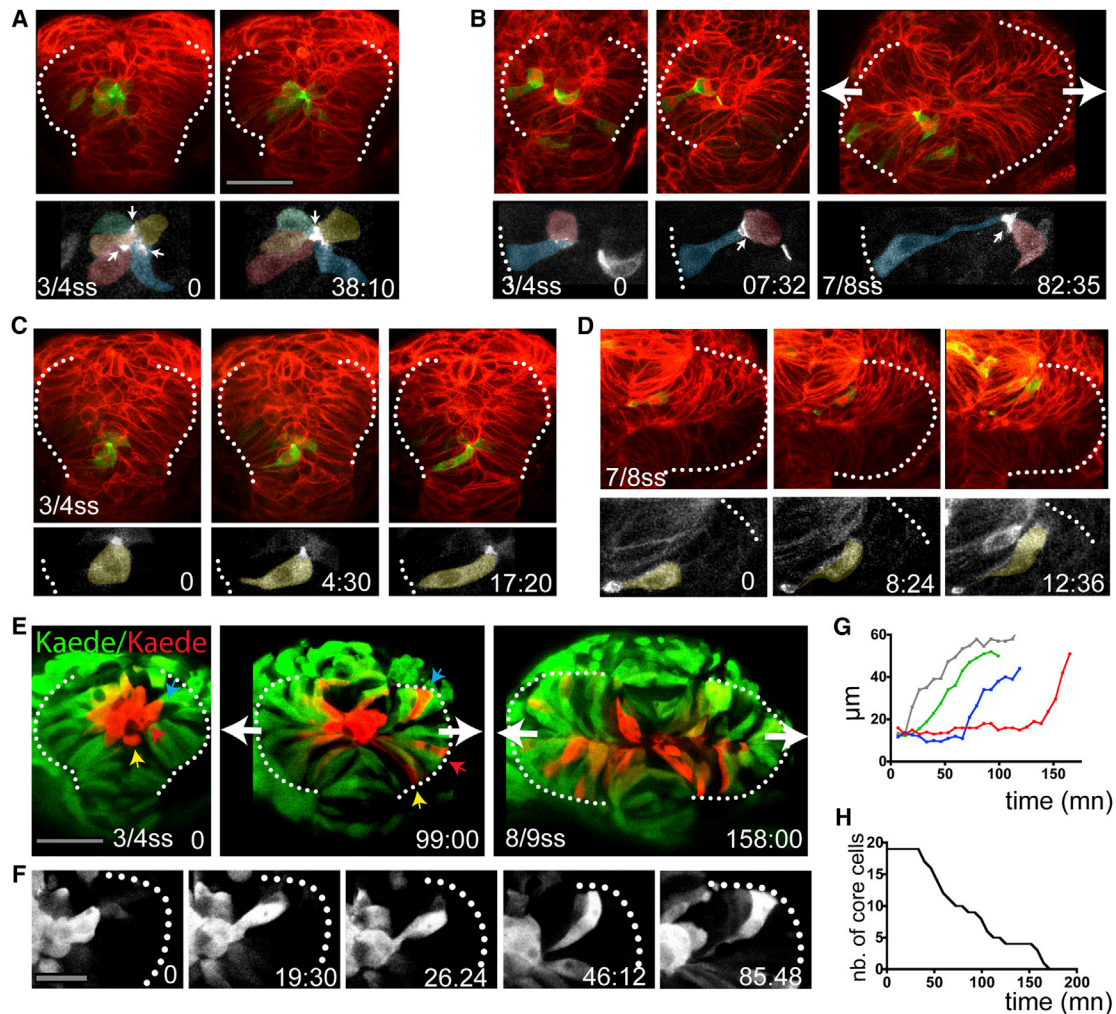 A
3/4ss 0
38:10
B
3/4ss 0
07:32
7/8ss 82:35
C
3/4ss
0
4:30
17:20
D
7/8ss
0
8:24
12:36
E
Kaede/Kaede
3/4ss 0
99:00
8/9ss 158:00
F
0
19:30
26.24
46:12
85.48
G
60
40
20
0
µm
0 50 100 150
time (mn)
H
20
15
10
5
0
nb. of core cells
0 50 100 150 200
time (mn)